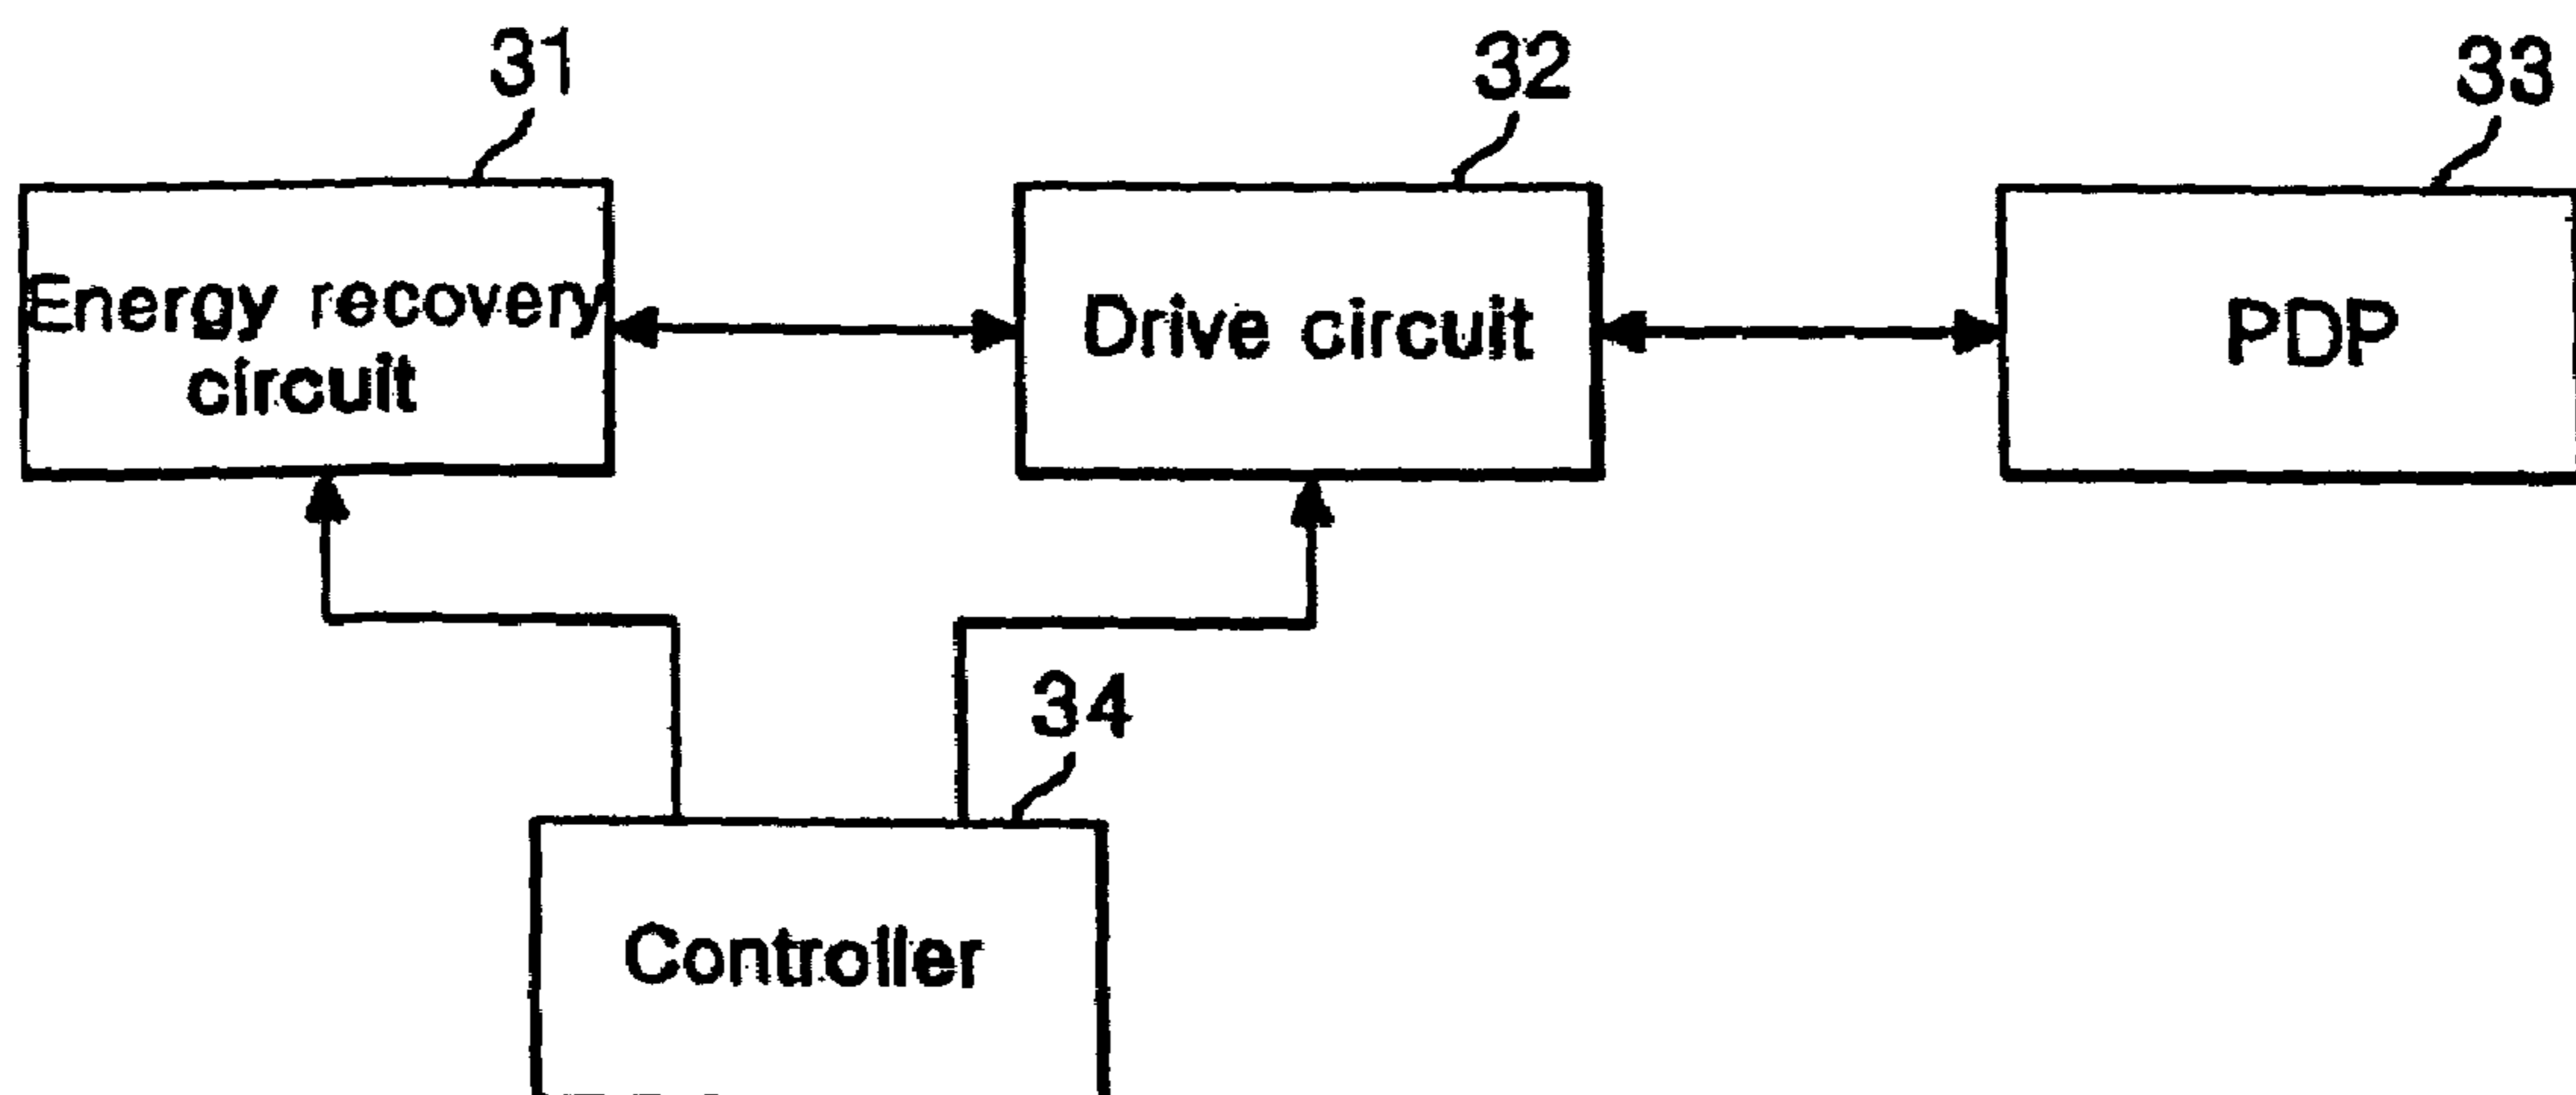 31
32
33
Energy recovery
circuit
Drive circuit
PDP
34
Controller